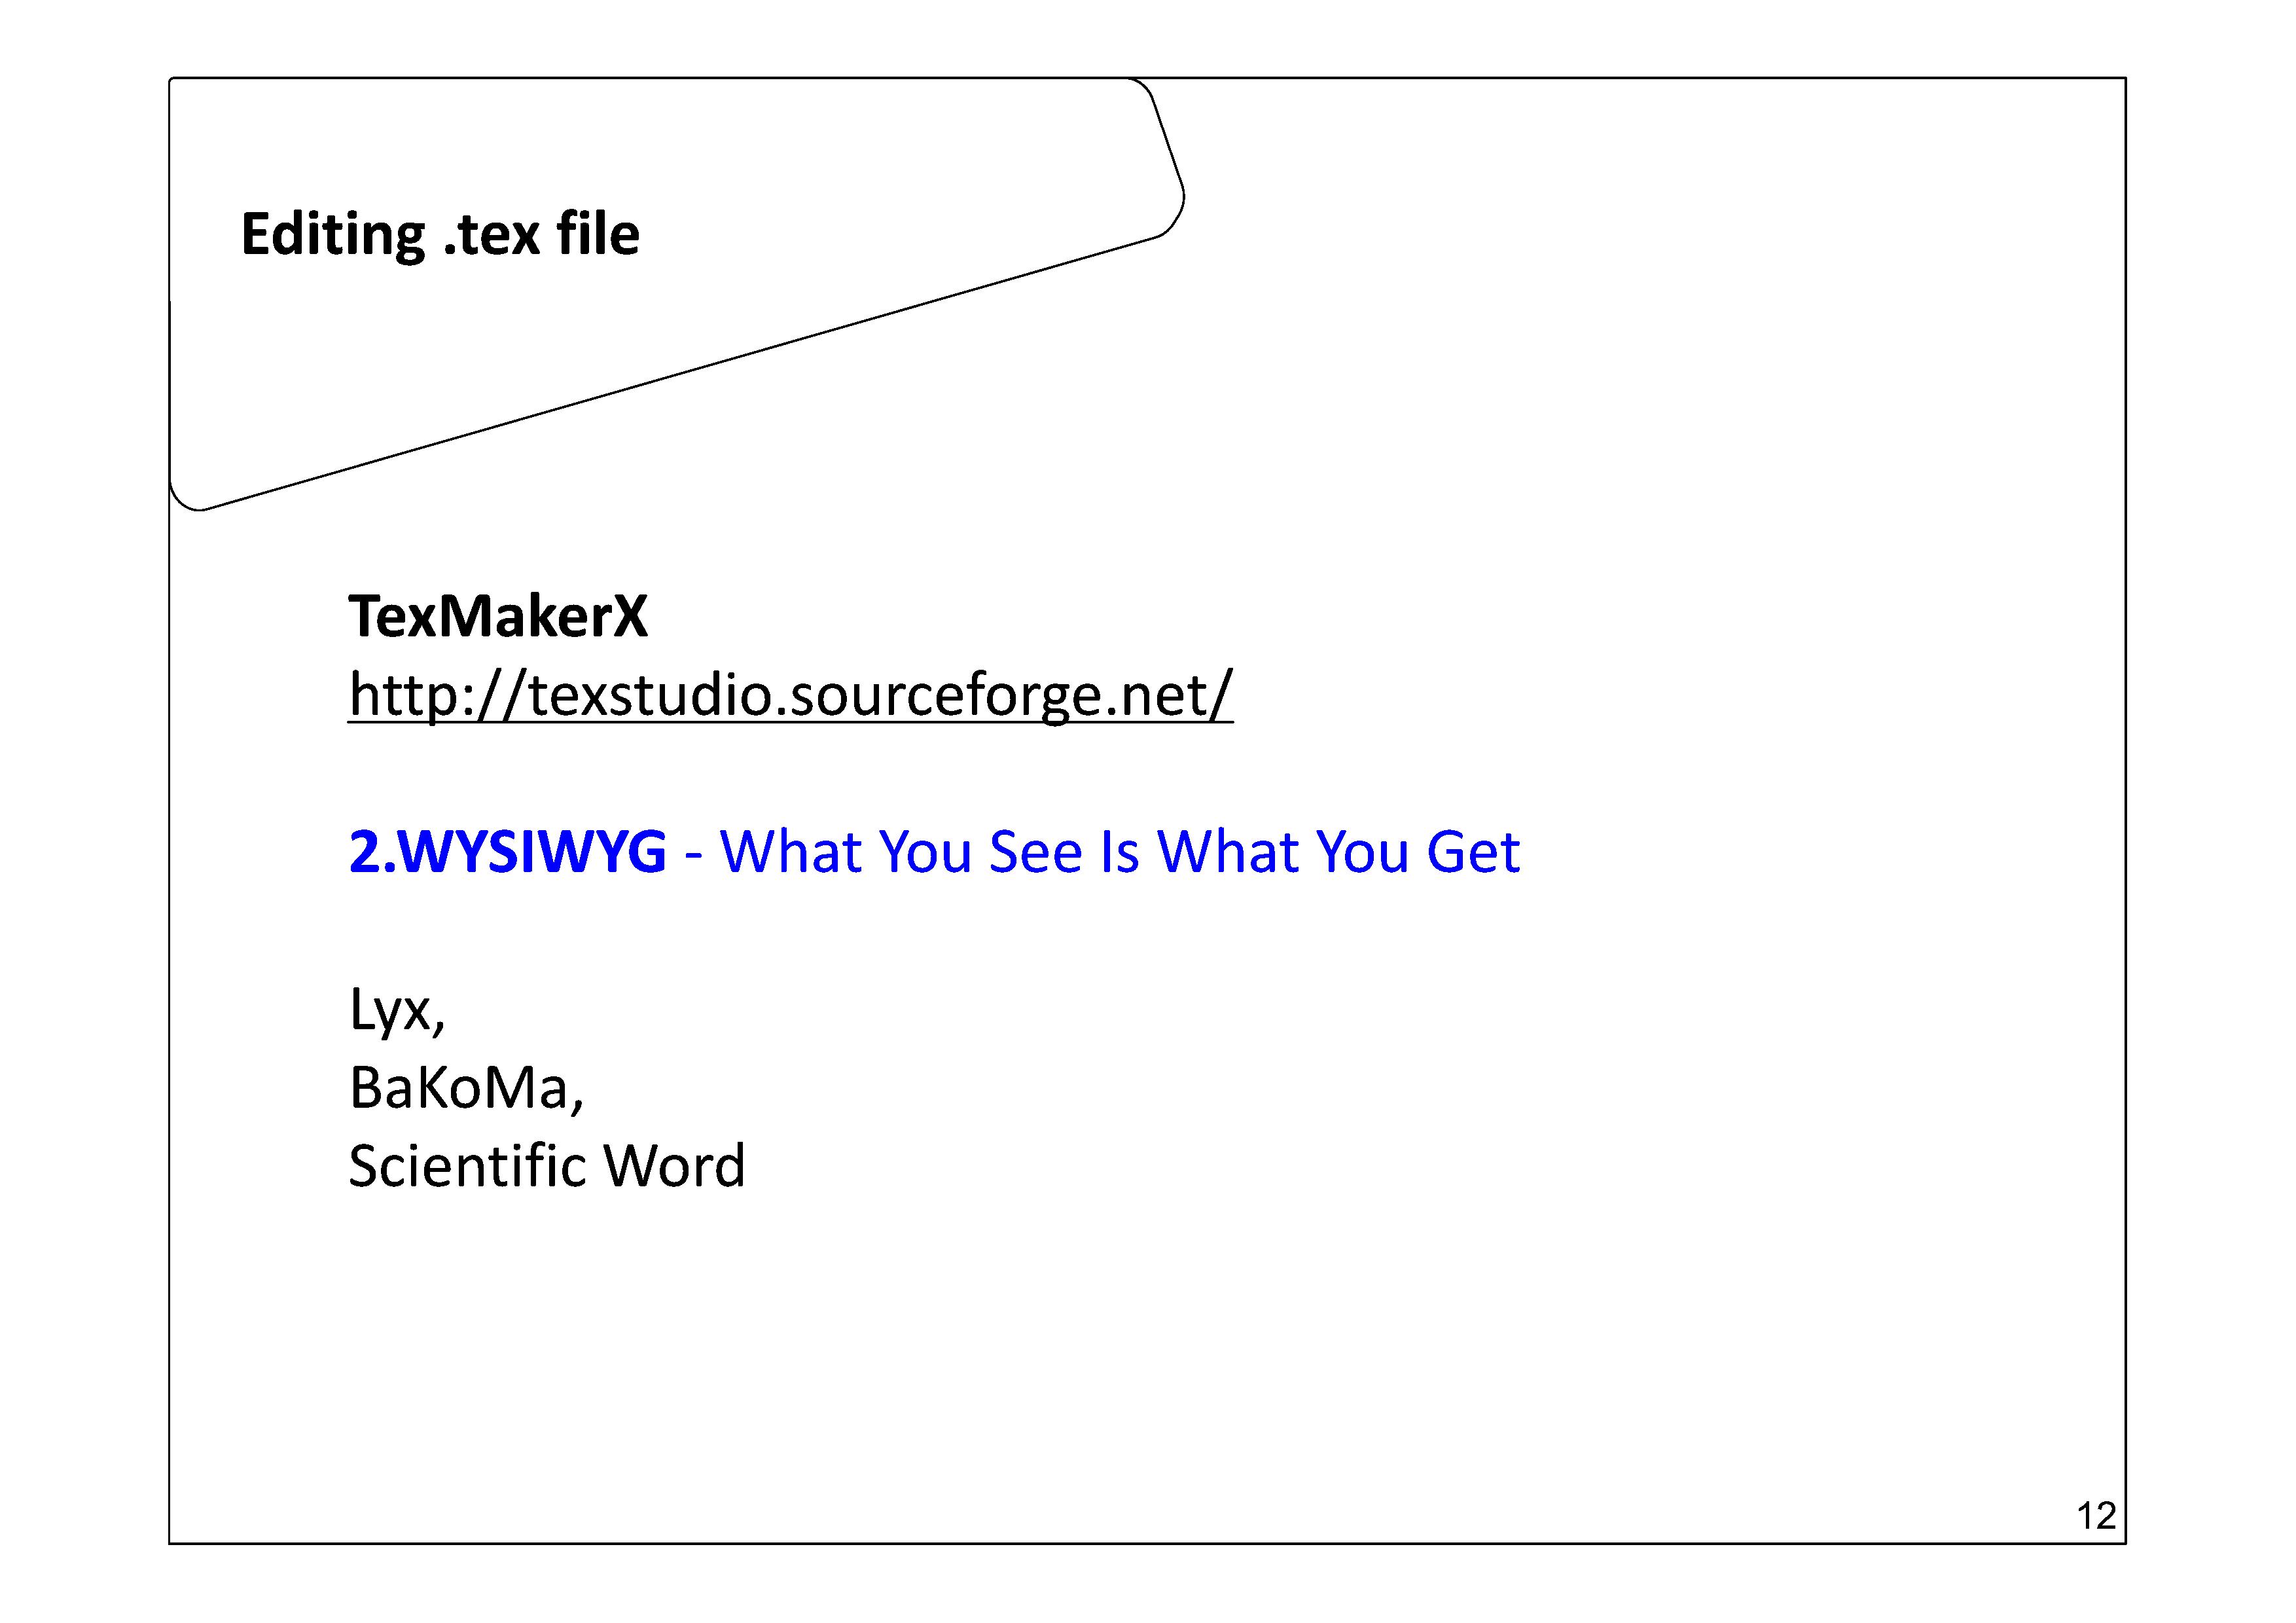 Editing .tex file
TexMakerX
http://texstudio.sourceforge.net/
2.WYSIWYG - What You See Is What You Get
Lyx,
BaKoMa,
Scientific Word
12